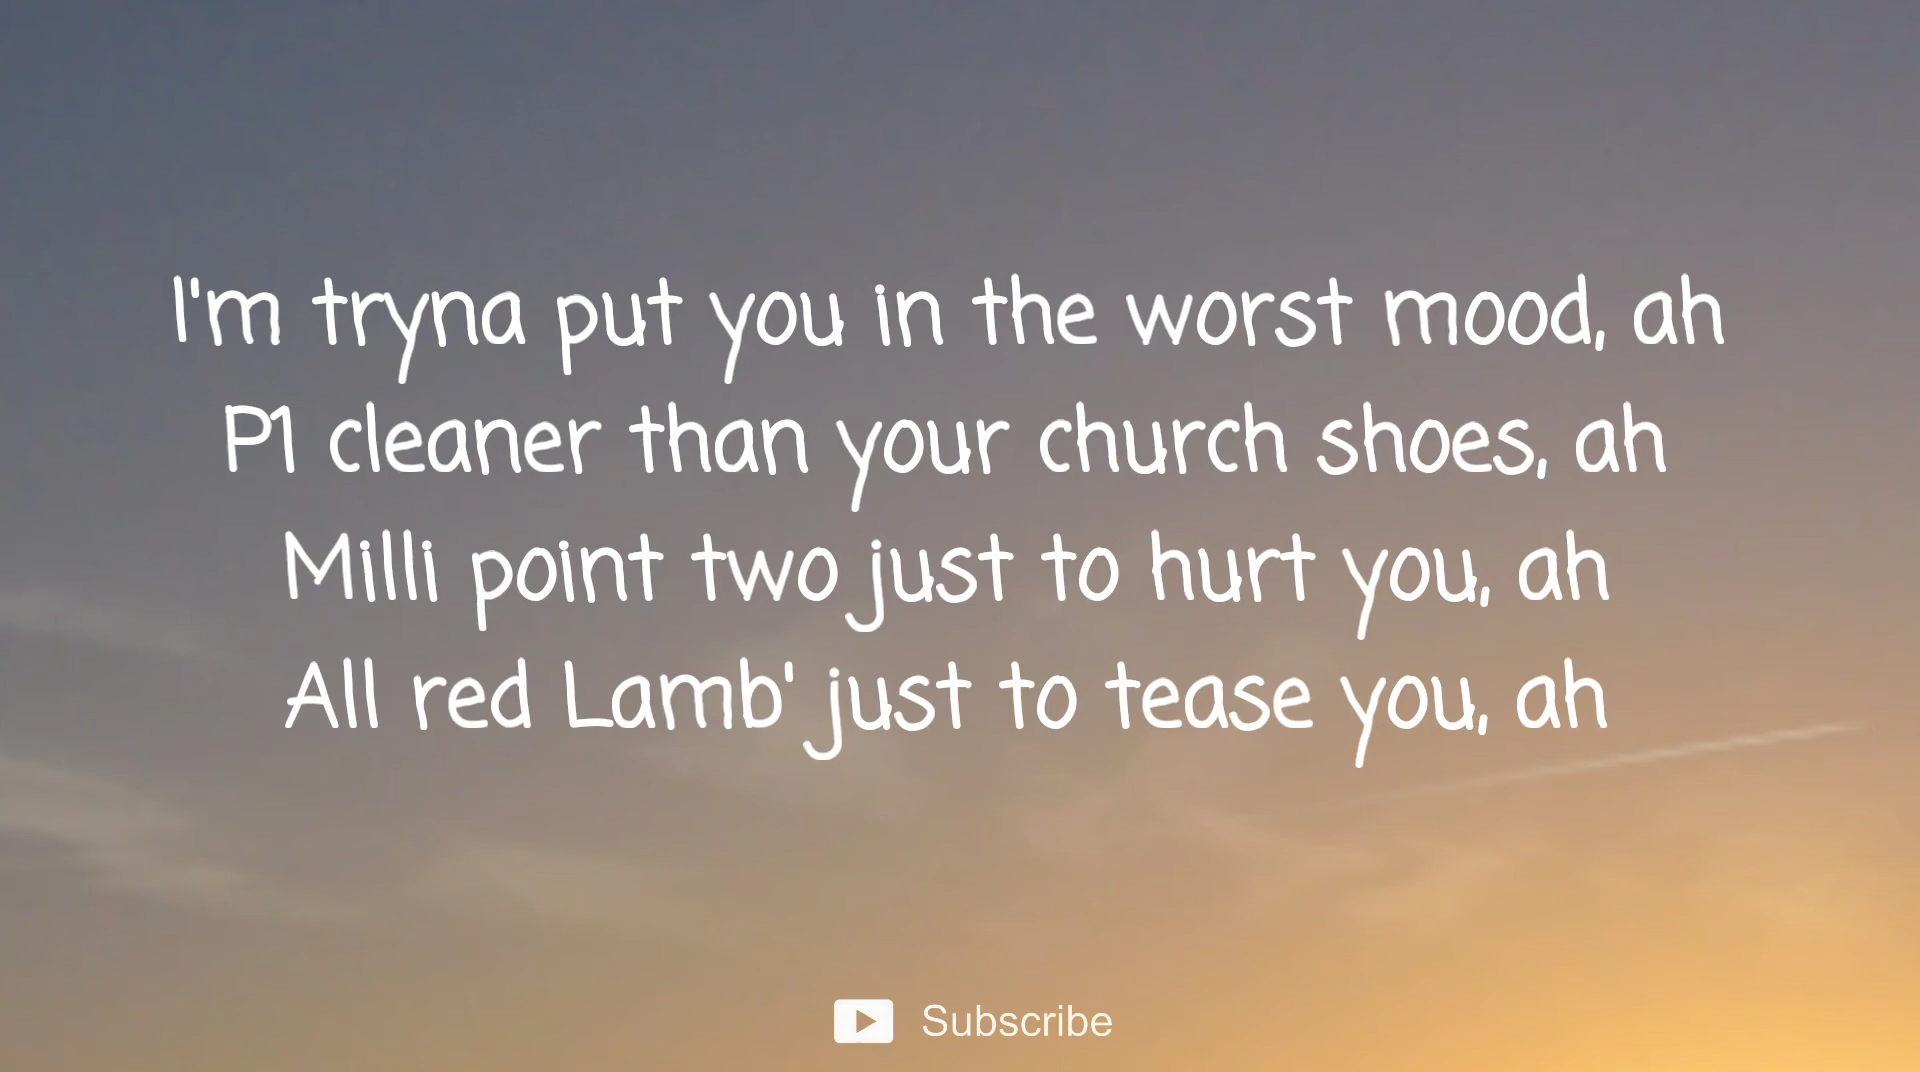 I'm tryna put you in the worst mood, ah
P1 cleaner than your church shoes, ah
Milli point two just to hurt you, ah
All red Lamb' just to tease you, ah
Subscribe